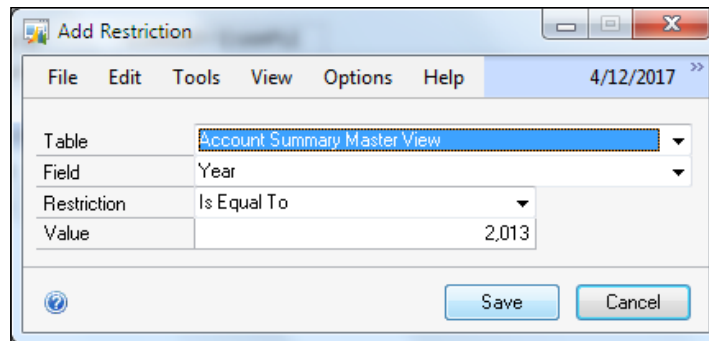 Add Restriction
File Edit Tools View Options Help 4/12/2017 »
Table Account Summary Master View
Field Year
Restriction Is Equal To
Value 2,013
Save Cancel